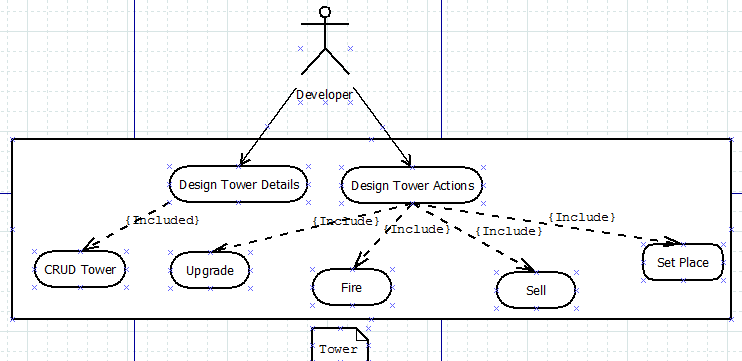 Developer
Design Tower Details
Design Tower Actions
{Included}
{Include}
{Include}
{Include}
{Include}
CRUD Tower
Upgrade
Fire
Sell
Set Place
Tower